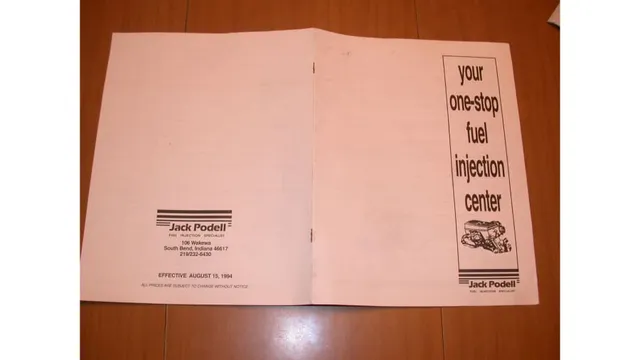 Jack Podell
FUEL INJECTION SPECIALIST
106 Wakewa
South Bend, Indiana 46617
219/232-6430
EFFECTIVE AUGUST 15, 1994
ALL PRICES ARE SUBJECT TO CHANGE WITHOUT NOTICE
your
one-stop
fuel
injection
center
Jack Podell
FUEL INJECTION SPECIALIST